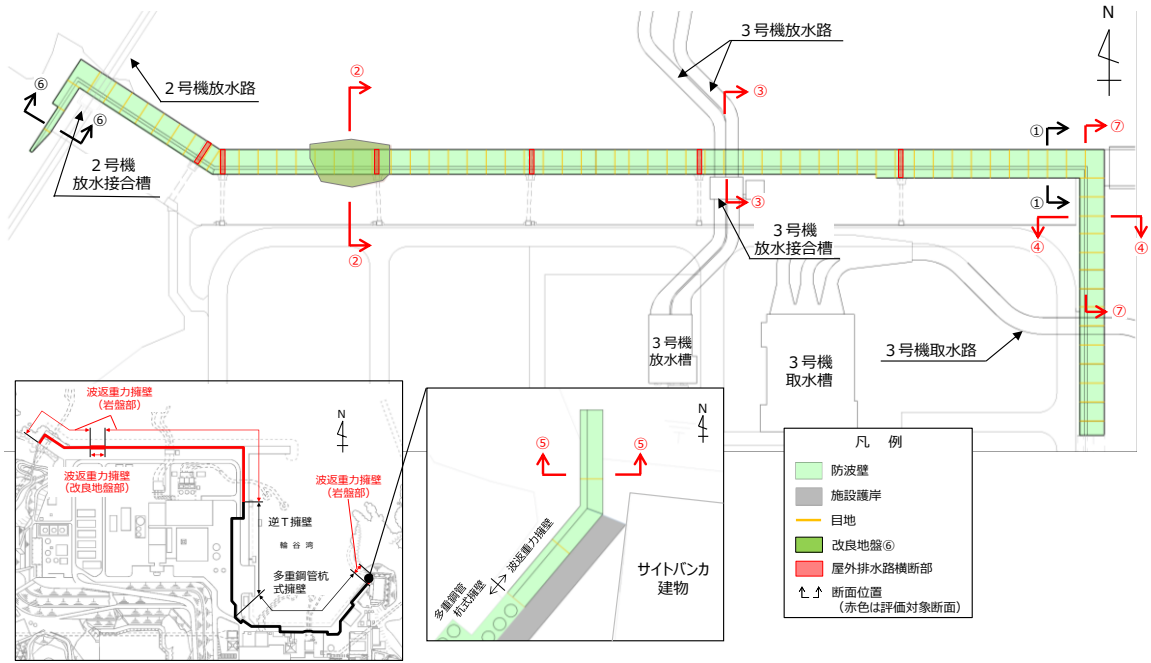 N
2号機放水路
⑥
⑥
2号機
放水接合槽
②
②
3号機放水路
③
③
3号機
放水接合槽
①
①
⑦
⑦
④
④
3号機
放水槽
3号機
取水槽
3号機取水路
波返重力擁壁
(岩盤部)
N
波返重力擁壁
(改良地盤部)
波返重力擁壁
(岩盤部)
逆T擁壁
輪谷湾
多重鋼管杭
式擁壁
N
⑤
⑤
多重鋼管
杭式擁壁
波返重力擁壁
サイトバンカ
建物
凡 例
防波壁
施設護岸
目地
改良地盤⑥
屋外排水路横断部
断面位置
(赤色は評価対象断面)